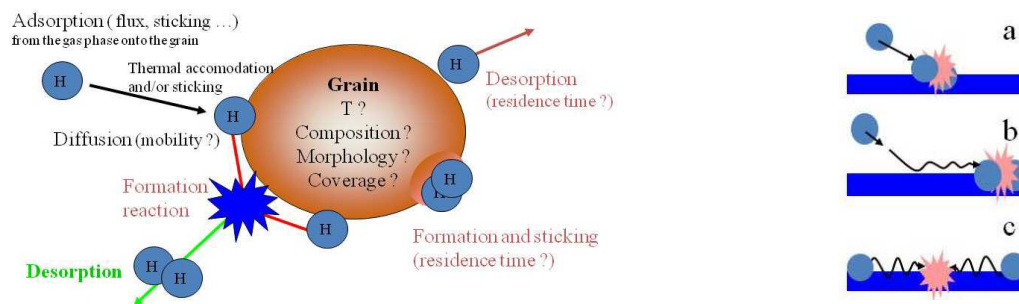 Adsorption ( flux, sticking …)
from the gas phase onto the grain
H
Thermal accomodation
and/or sticking
H
Diffusion (mobility ?)
Grain
T ?
Composition ?
Morphology ?
Coverage ?
H
Desorption
(residence time ?)
Formation
reaction
H
H
H
Formation and sticking
(residence time ?)
Desorption
H
H
a
b
c